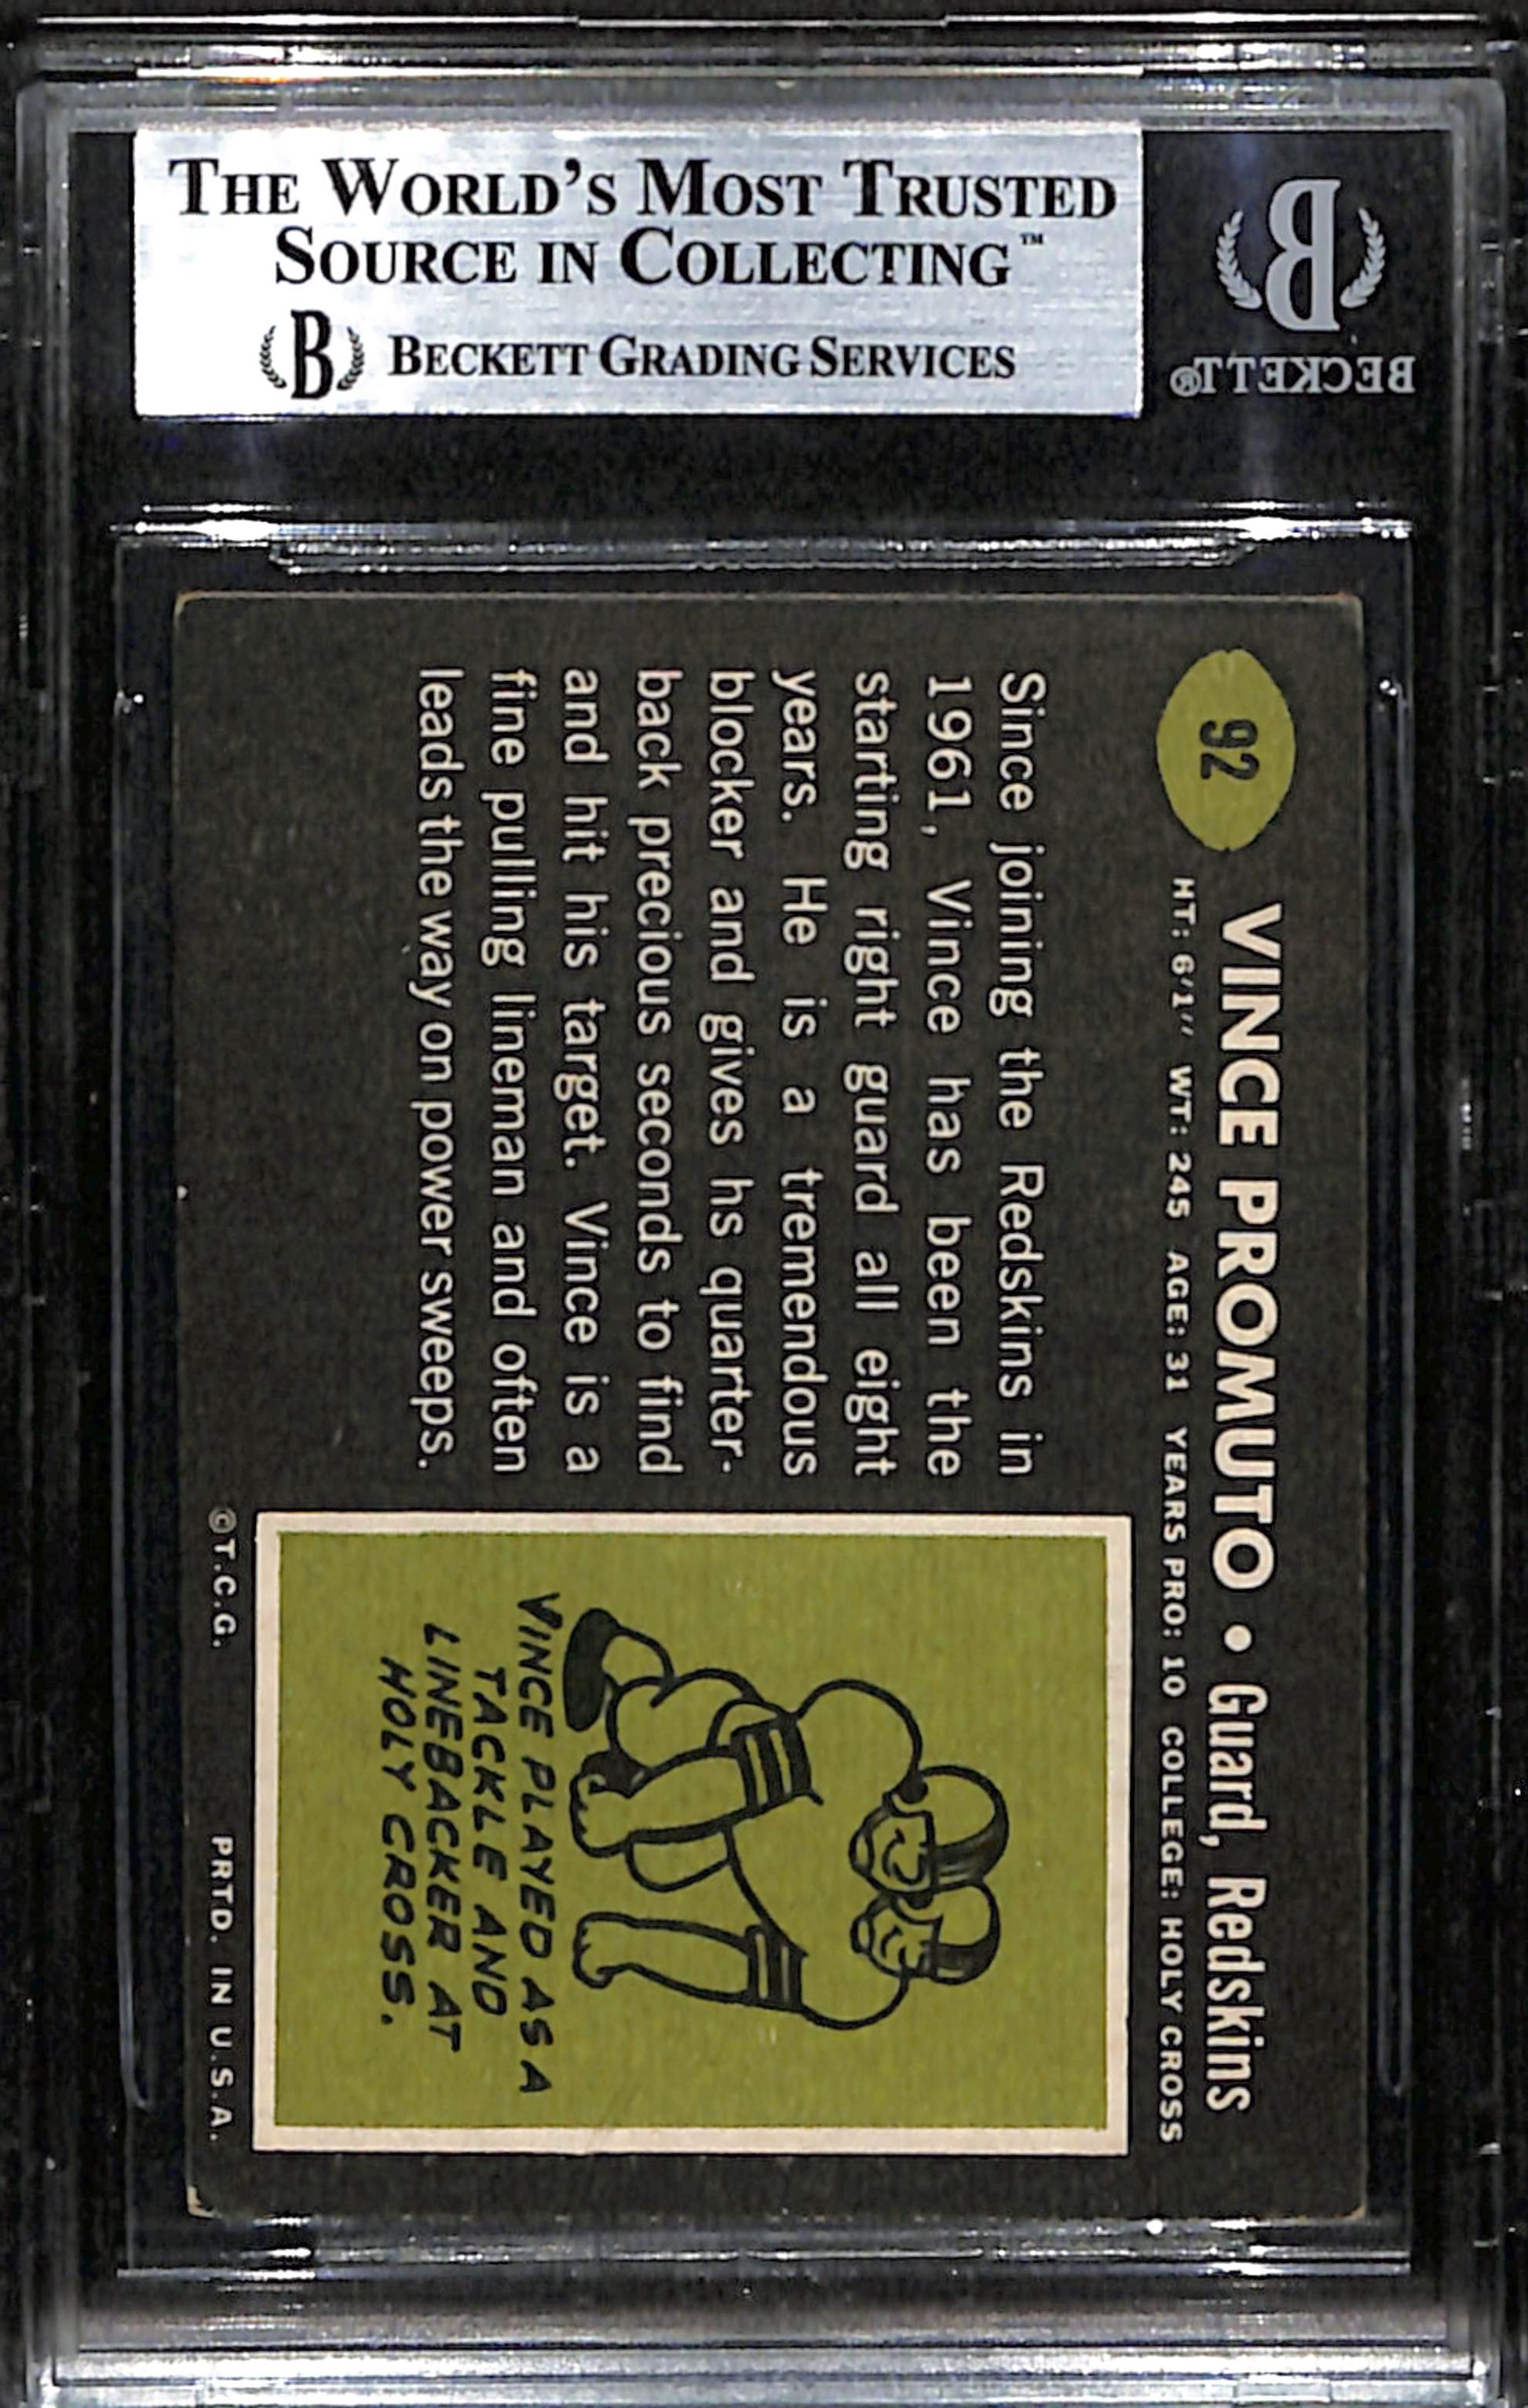 THE WORLD'S MOST TRUSTED
SOURCE IN COLLECTING™
B BECKETT GRADING SERVICES
B
BECKETT®
92
VINCE PROMUTO • Guard, Redskins
HT: 6'1" WT: 245 AGE: 31 YEARS PRO: 10 COLLEGE: HOLY CROSS
Since joining the Redskins in
1961, Vince has been the
starting right guard all eight
years. He is a tremendous
blocker and gives hs quarter-
back precious seconds to find
and hit his target. Vince is a
fine pulling lineman and often
leads the way on power sweeps.
VINCE PLAYED AS A
TACKLE AND
LINEBACKER AT
HOLY CROSS.
©T.C.G. PRTD. IN U.S.A.